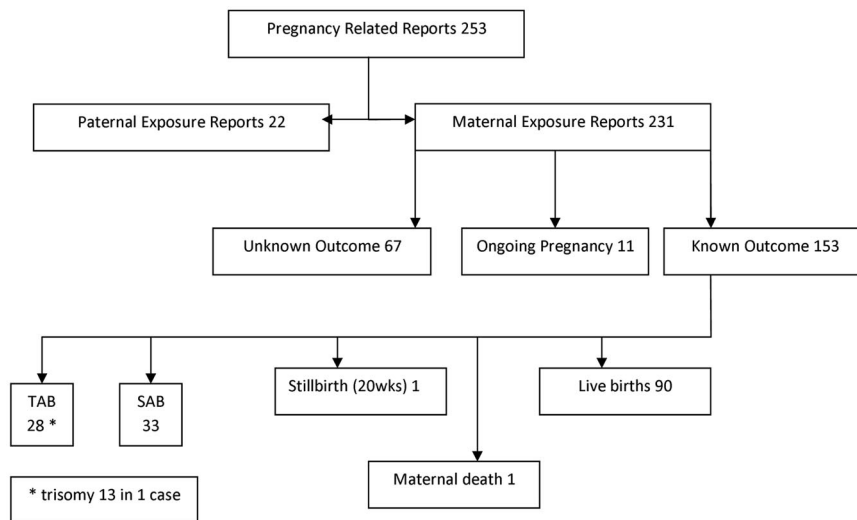 Pregnancy Related Reports 253
Paternal Exposure Reports 22
Maternal Exposure Reports 231
Unknown Outcome 67
Ongoing Pregnancy 11
Known Outcome 153
TAB
28 *
SAB
33
Stillbirth (20wks) 1
Live births 90
Maternal death 1
* trisomy 13 in 1 case